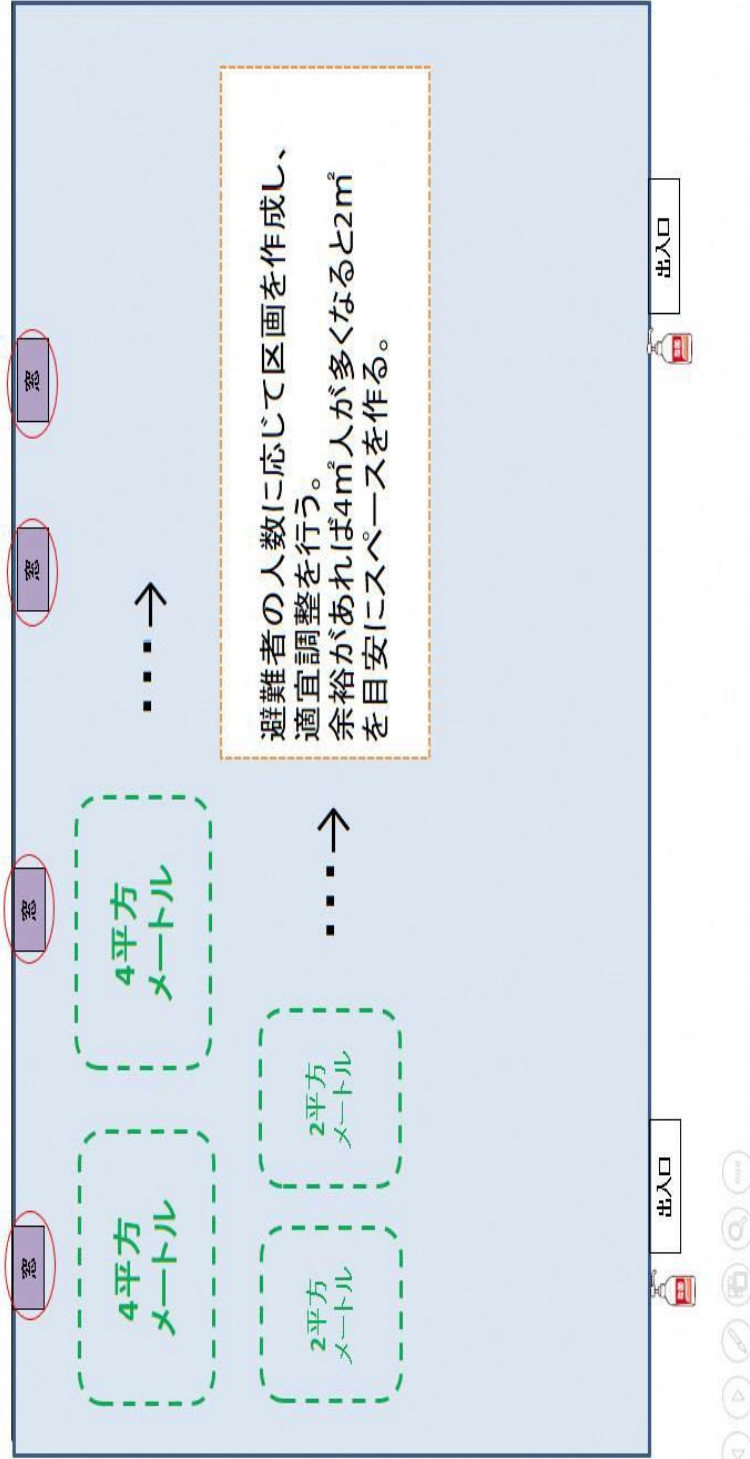 窓
窓
窓
窓
4平方
メートル
4平方
メートル
2平方
メートル
2平方
メートル
避難者の人数に応じて区画を作成し、
適宜調整を行う。
余裕があれば4㎡人が多くなると2㎡
を目安にスペースを作る。
出入口
出入口